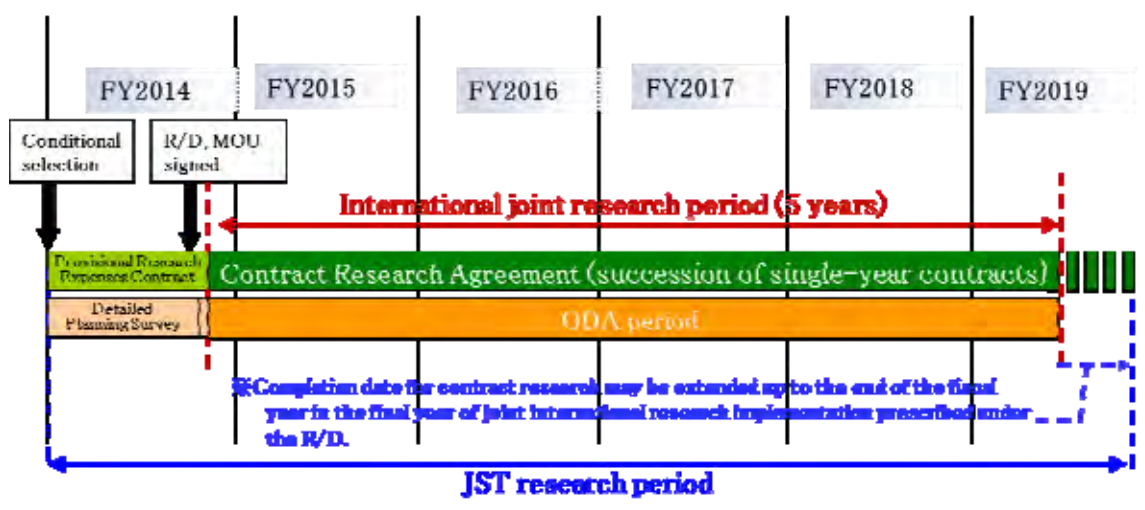 FY2014
FY2015
FY2016
FY2017
FY2018
FY2019
Conditional
selection
R/D, MOU
signed
International joint research period (5 years)
Provisional Research
Expenses Contract
Contract Research Agreement (succession of single-year contracts)
Detailed
Planning Survey
ODA period
※Completion date for contract research may be extended up to the end of the fiscal
year in the final year of joint international research implementation prescribed under
the R/D.
JST research period